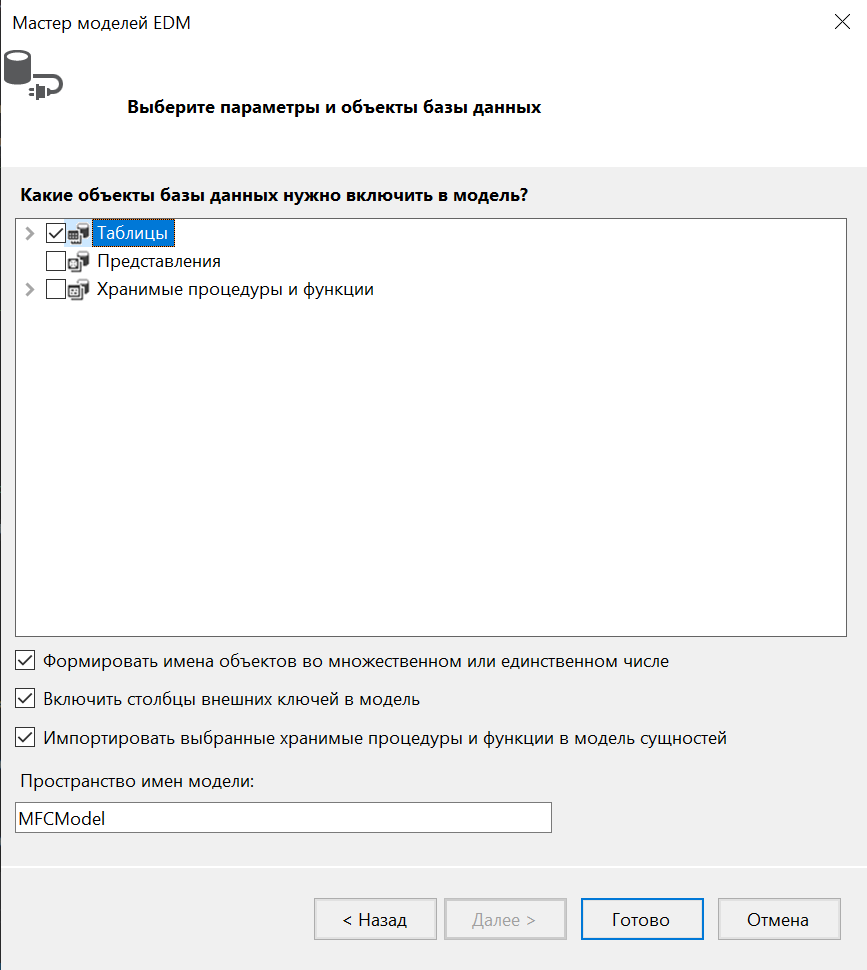 Мастер моделей EDM
Выберите параметры и объекты базы данных
Какие объекты базы данных нужно включить в модель?
Таблицы
Представления
Хранимые процедуры и функции
Формировать имена объектов во множественном или единственном числе
Включить столбцы внешних ключей в модель
Импортировать выбранные хранимые процедуры и функции в модель сущностей
Пространство имен модели:
MFCModel
< Назад
Далее >
Готово
Отмена